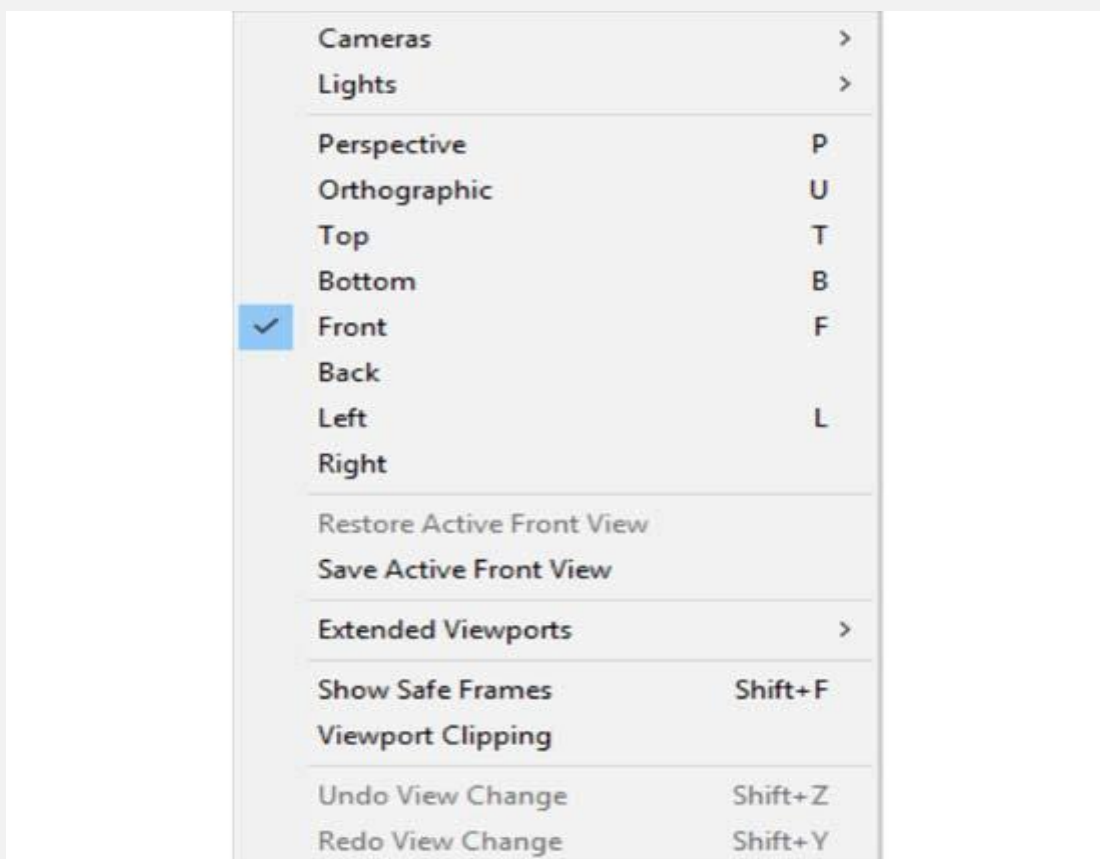 Cameras >
Lights >
Perspective P
Orthographic U
Top T
Bottom B
Front F
Back
Left L
Right
Restore Active Front View
Save Active Front View
Extended Viewports >
Show Safe Frames Shift+F
Viewport Clipping
Undo View Change Shift+Z
Redo View Change Shift+Y